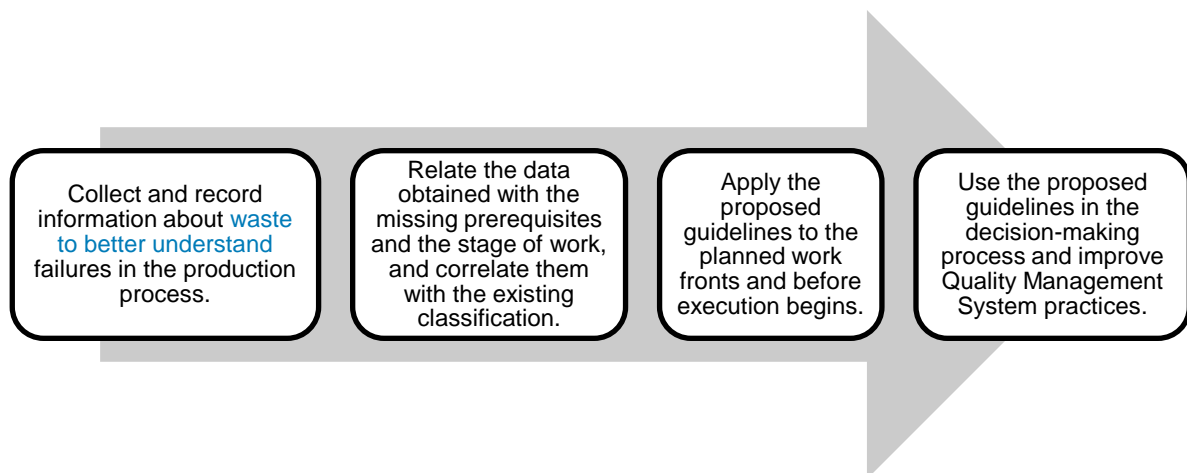 Collect and record
information about waste
to better understand
failures in the production
process.
Relate the data
obtained with the
missing prerequisites
and the stage of work,
and correlate them
with the existing
classification.
Apply the
proposed
guidelines to the
planned work
fronts and before
execution begins.
Use the proposed
guidelines in the
decision-making
process and improve
Quality Management
System practices.